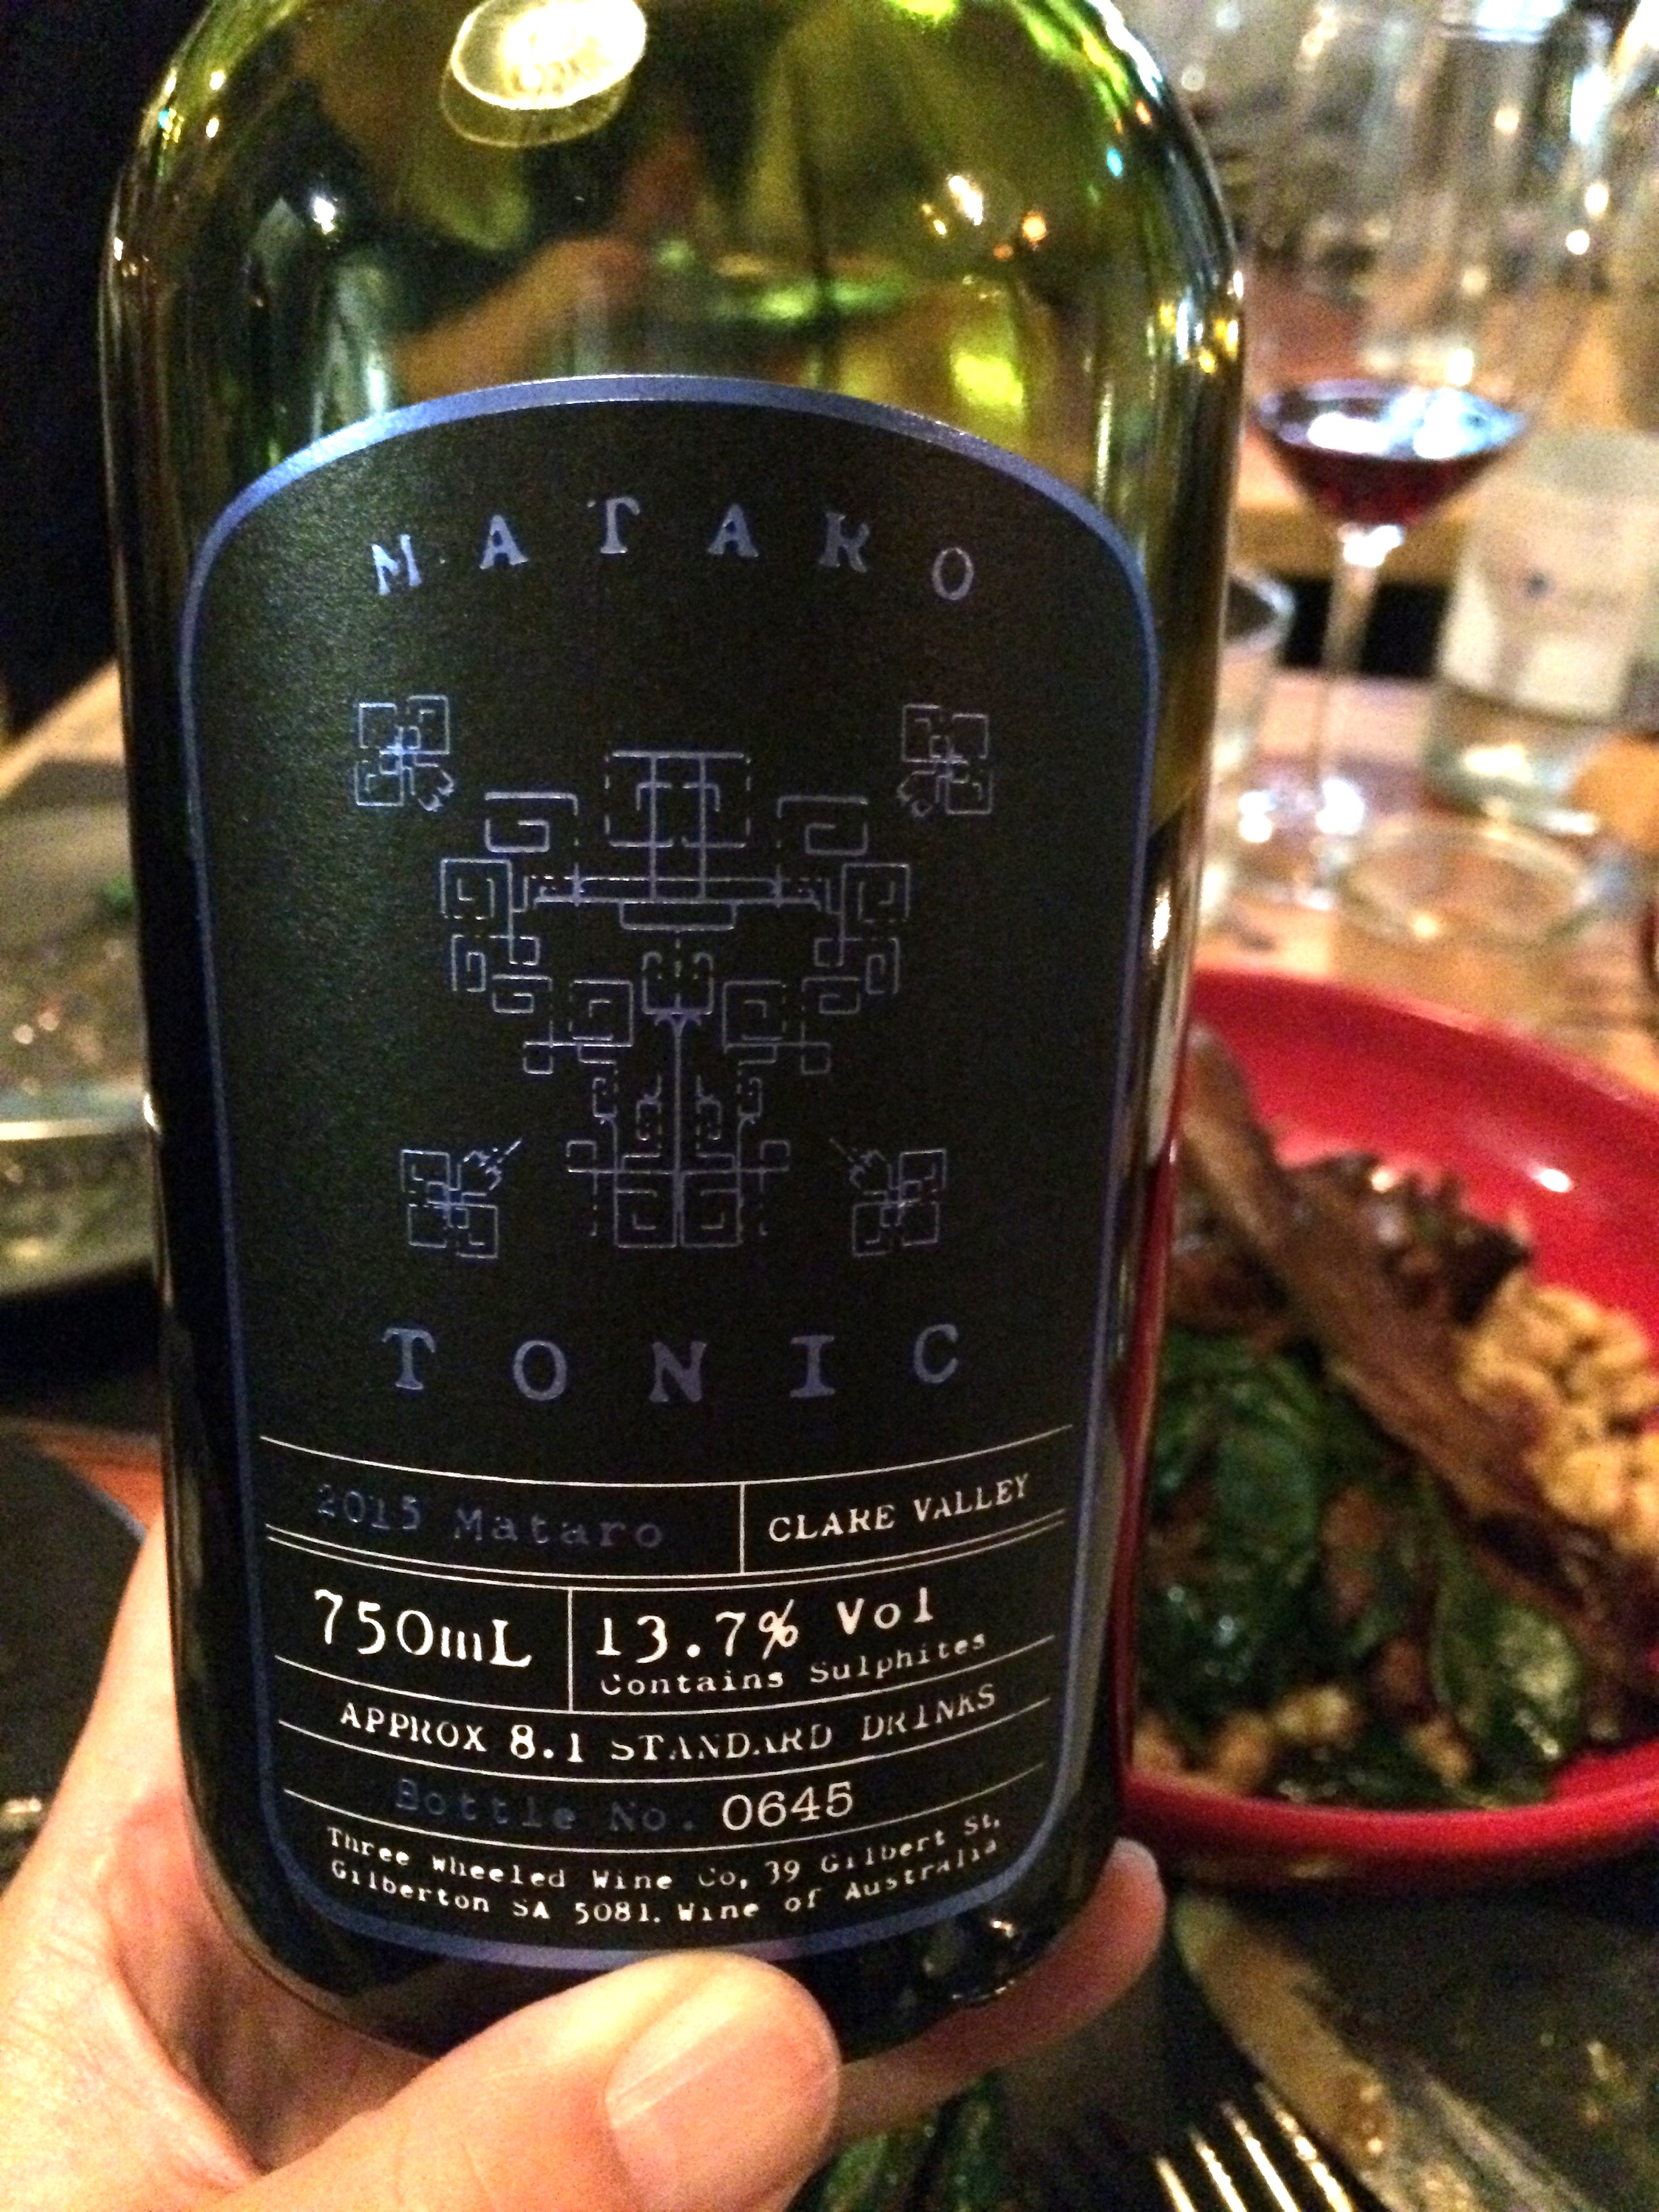 MATARO
TONIC
2015 Mataro
CLARE VALLEY
750mL
13.7% Vol
Contains Sulphites
APPROX 8.1 STANDARD DRINKS
Bottle No. 0645
Three Wheeled Wine Co, 39 Gilbert St,
Gilberton SA 5081. Wine of Australia